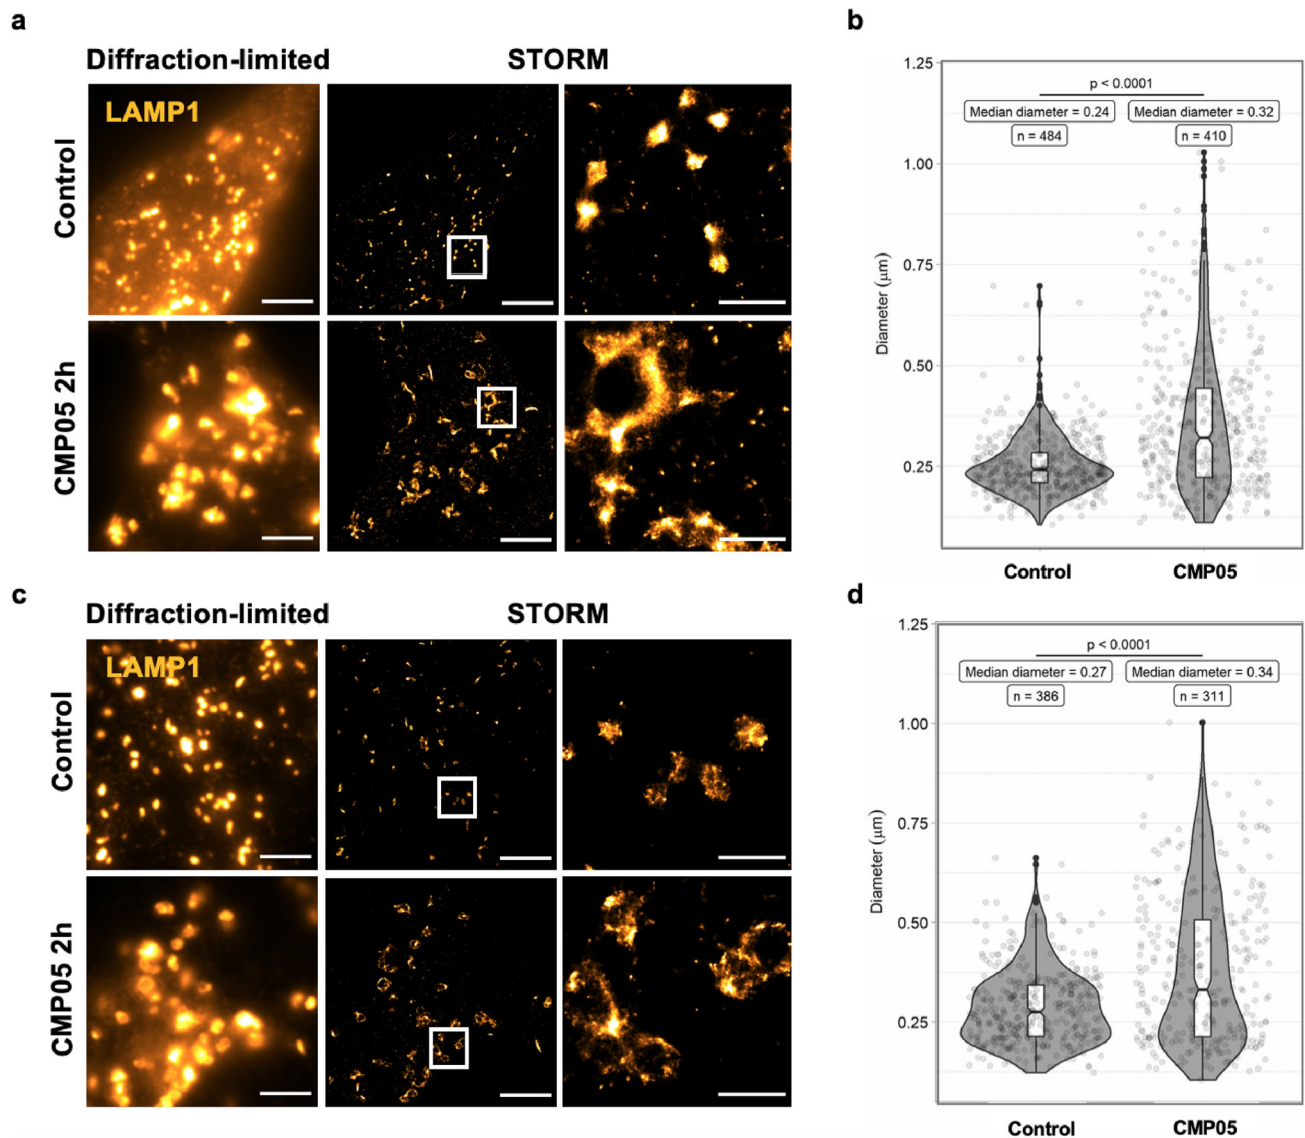 a
Diffraction-limited
STORM
LAMP1
Control
CMP05 2h
b
1.25
1.00
0.75
0.50
0.25
Diameter (μm)
p < 0.0001
Median diameter = 0.24
Median diameter = 0.32
n = 484
n = 410
Control
CMP05
c
Diffraction-limited
STORM
LAMP1
Control
CMP05 2h
d
1.25
1.00
0.75
0.50
0.25
Diameter (μm)
p < 0.0001
Median diameter = 0.27
Median diameter = 0.34
n = 386
n = 311
Control
CMP05